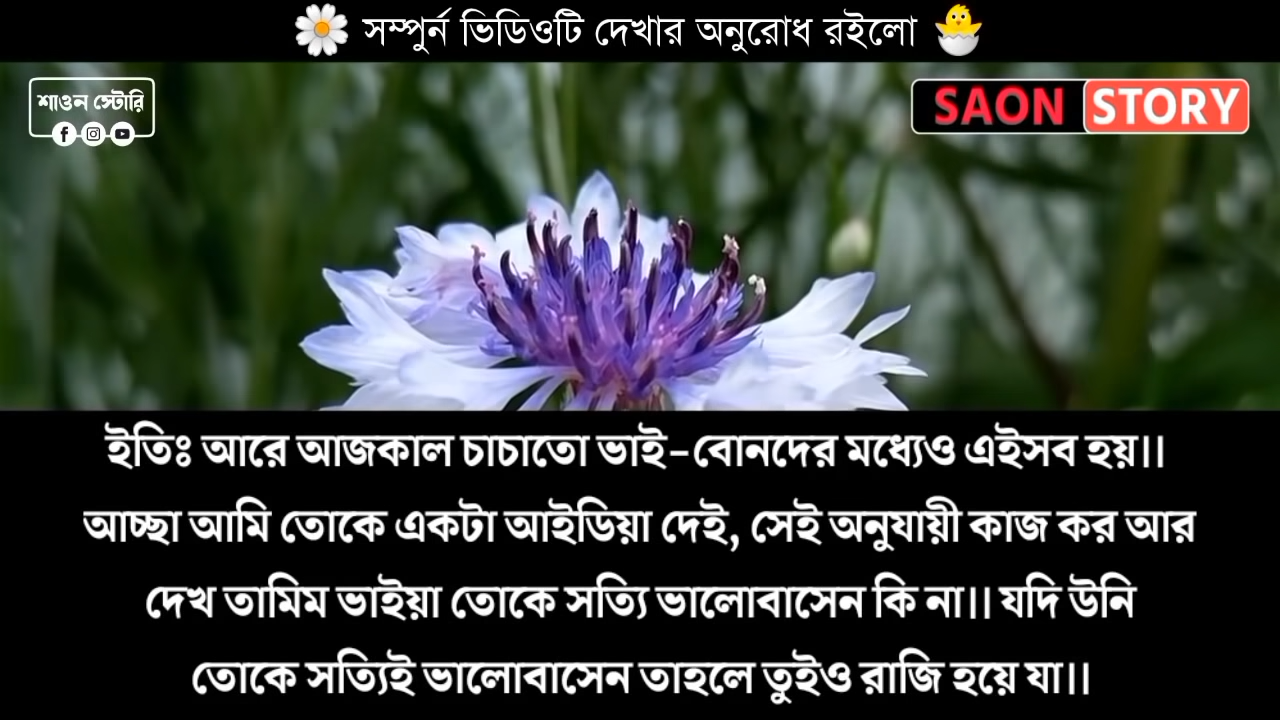 সম্পুর্ন ভিডিওটি দেখার অনুরোধ রইলো
শাওন স্টোরি
SAON STORY
ইতিঃ আরে আজকাল চাচাতো ভাই-বোনদের মধ্যেও এইসব হয়।।
আচ্ছা আমি তোকে একটা আইডিয়া দেই, সেই অনুযায়ী কাজ কর আর
দেখ তামিম ভাইয়া তোকে সত্যি ভালোবাসেন কি না।। যদি উনি
তোকে সত্যিই ভালোবাসেন তাহলে তুইও রাজি হয়ে যা।।